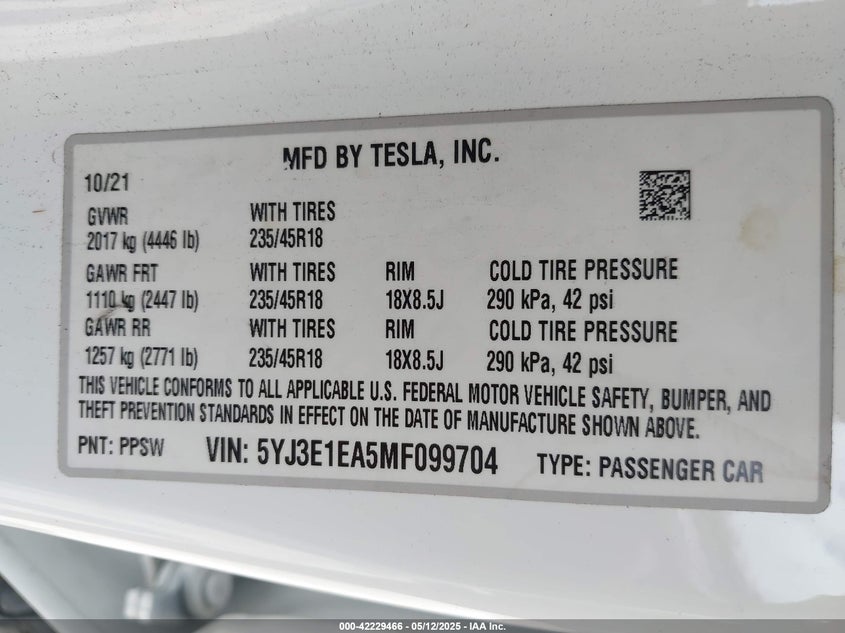 MFD BY TESLA, INC.
10/21
GVWR WITH TIRES
2017 kg (4446 lb) 235/45R18
GAWR FRT WITH TIRES RIM COLD TIRE PRESSURE
1110 kg (2447 lb) 235/45R18 18X8.5J 290 kPa, 42 psi
GAWR RR WITH TIRES RIM COLD TIRE PRESSURE
1257 kg (2771 lb) 235/45R18 18X8.5J 290 kPa, 42 psi
THIS VEHICLE CONFORMS TO ALL APPLICABLE U.S. FEDERAL MOTOR VEHICLE SAFETY, BUMPER, AND
THEFT PREVENTION STANDARDS IN EFFECT ON THE DATE OF MANUFACTURE SHOWN ABOVE.
PNT: PPSW VIN: 5YJ3E1EA5MF099704 TYPE: PASSENGER CAR
000-42229466 - 05/12/2025 - IAA Inc.